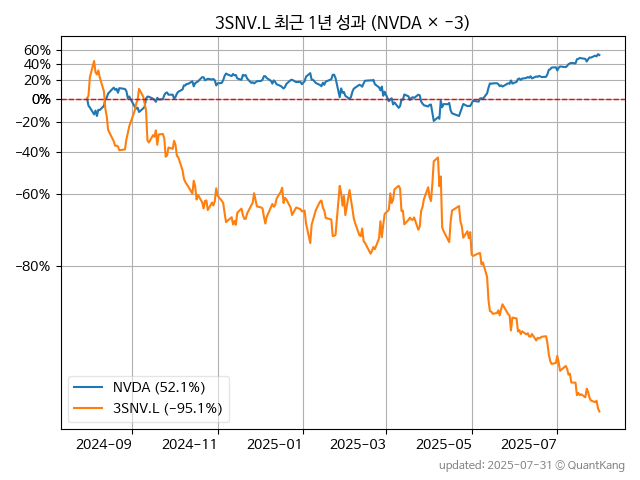 3SNV.L 최근 1년 성과 (NVDA × −3)
60%
40%
20%
0%
−20%
−40%
−60%
−80%
NVDA (52.1%)
3SNV.L (−95.1%)
2024-09 2024-11 2025-01 2025-03 2025-05 2025-07
updated: 2025-07-31 © QuantKang